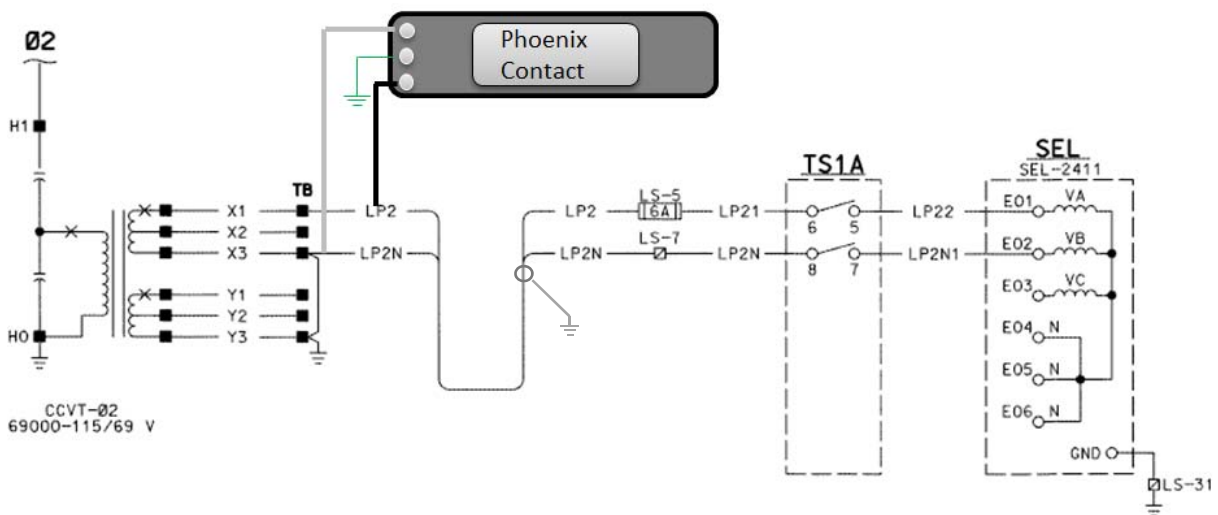 Ø2
Phoenix
Contact
H1
TB
X1
LP2
X2
X3
LP2N
Y1
Y2
Y3
H0
CCVT-Ø2
69000-115/69 V
LS-5
LP2
6A
LP21
LS-7
LP2N
LP2N
TS1A
6
5
8
7
LP22
LP2N1
SEL
SEL-2411
E01
VA
E02
VB
E03
VC
E04
N
E05
N
E06
N
GND
LS-31